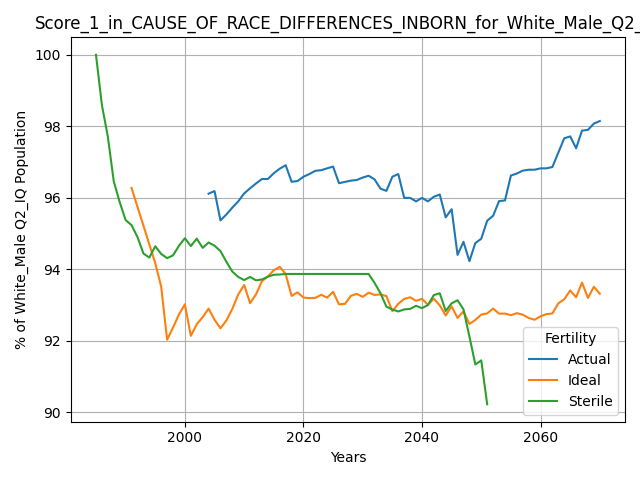 Score_1_in_CAUSE_OF_RACE_DIFFERENCES_INBORN_for_White_Male_Q2_
100
98
96
94
92
90
% of White_Male Q2_IQ Population
2000
2020
2040
2060
Years
Fertility
Actual
Ideal
Sterile